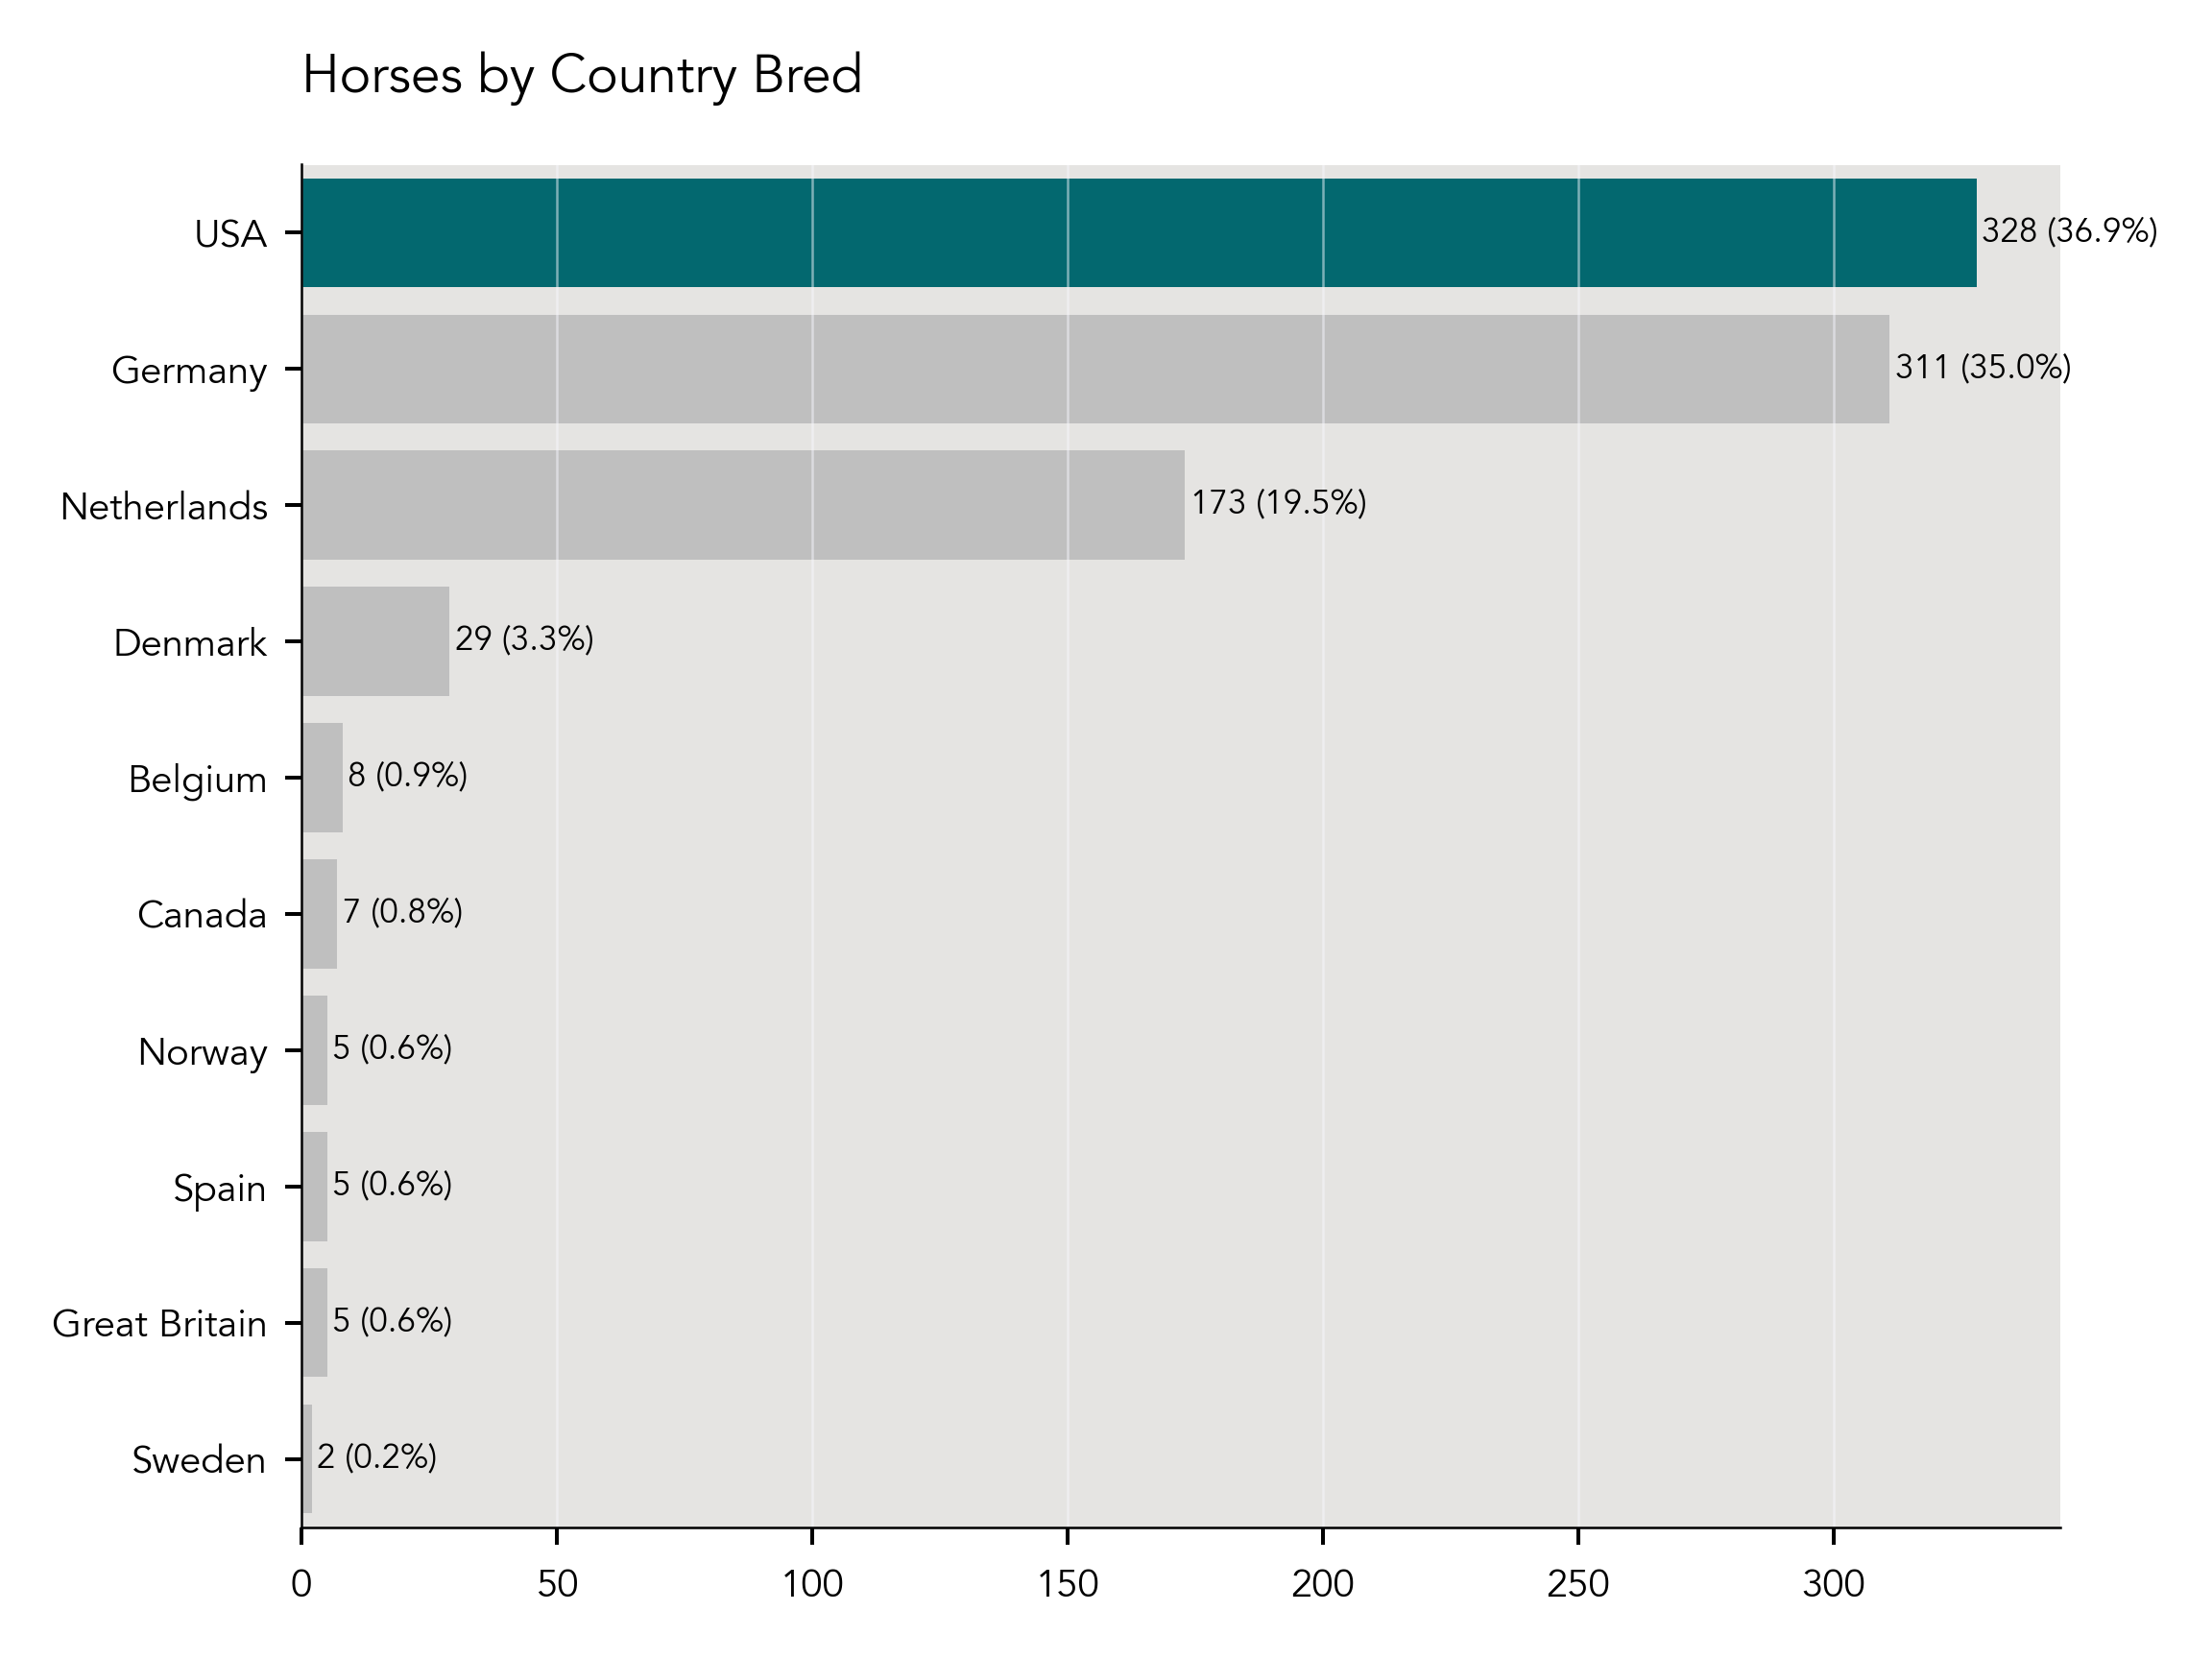 Horses by Country Bred
USA 328 (36.9%)
Germany 311 (35.0%)
Netherlands 173 (19.5%)
Denmark 29 (3.3%)
Belgium 8 (0.9%)
Canada 7 (0.8%)
Norway 5 (0.6%)
Spain 5 (0.6%)
Great Britain 5 (0.6%)
Sweden 2 (0.2%)
0 50 100 150 200 250 300